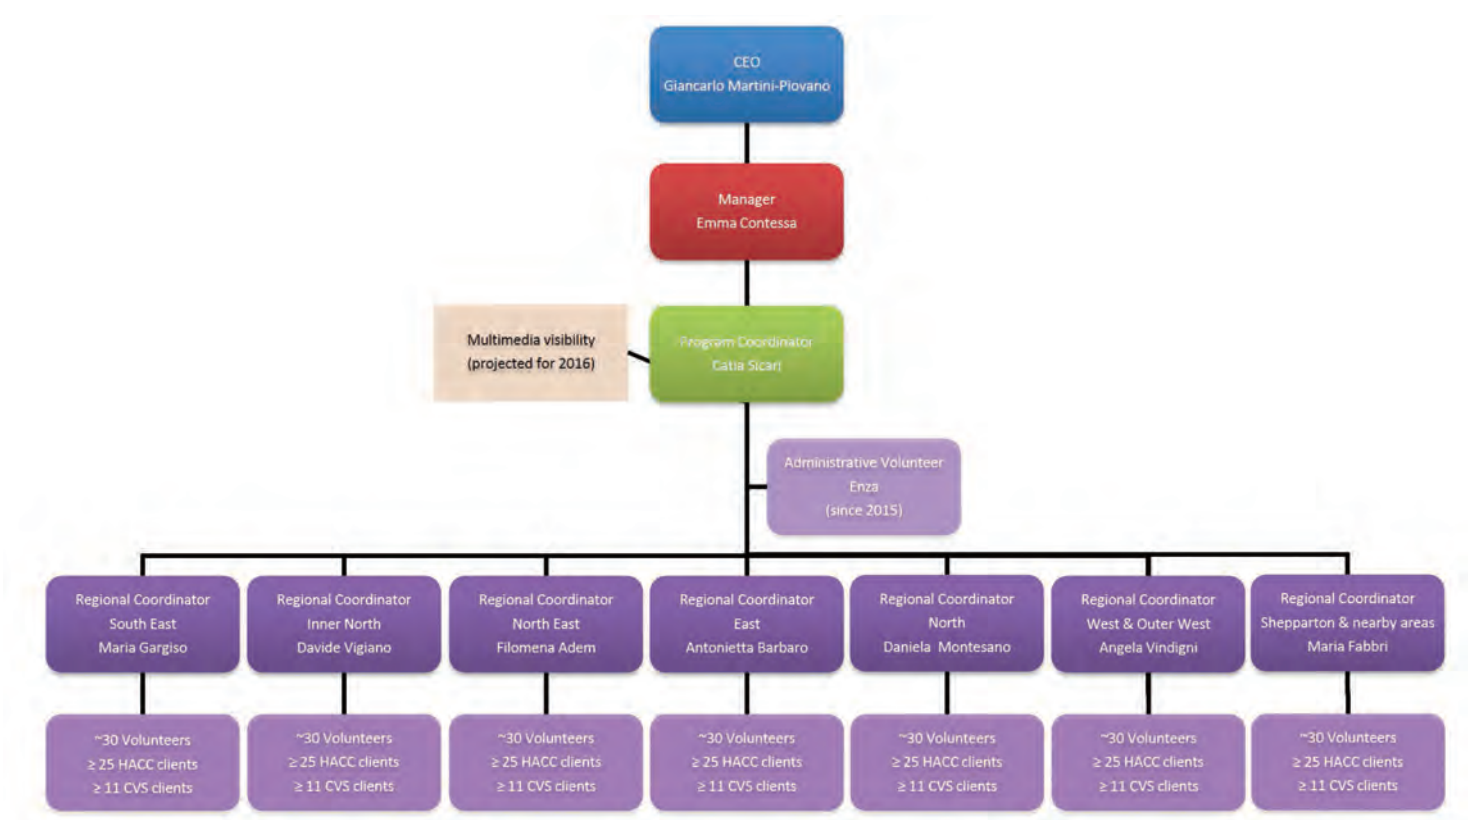 CEO
Giancarlo Martini-Piovano
Manager
Emma Contessa
Multimedia visibility
(projected for 2016)
Program Coordinator
Catia Sicari
Administrative Volunteer
Enza
(since 2015)
Regional Coordinator
South East
Maria Gargiso
Regional Coordinator
Inner North
Davide Vigiano
Regional Coordinator
North East
Filomena Adem
Regional Coordinator
East
Antonietta Barbaro
Regional Coordinator
North
Daniela Montesano
Regional Coordinator
West & Outer West
Angela Vindigni
Regional Coordinator
Shepparton & nearby areas
Maria Fabbri
~30 Volunteers
≥ 25 HACC clients
≥ 11 CVS clients
~30 Volunteers
≥ 25 HACC clients
≥ 11 CVS clients
~30 Volunteers
≥ 25 HACC clients
≥ 11 CVS clients
~30 Volunteers
≥ 25 HACC clients
≥ 11 CVS clients
~30 Volunteers
≥ 25 HACC clients
≥ 11 CVS clients
~30 Volunteers
≥ 25 HACC clients
≥ 11 CVS clients
~30 Volunteers
≥ 25 HACC clients
≥ 11 CVS clients